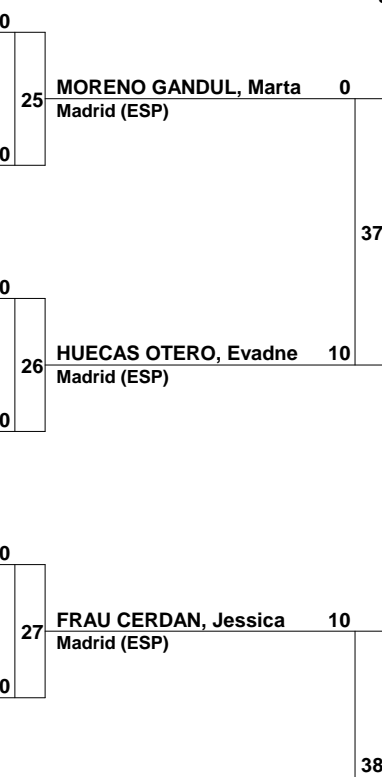 0
MORENO GANDUL, Marta 0
25
Madrid (ESP)
0
37
0
HUECAS OTERO, Evadne 10
26
Madrid (ESP)
0
0
FRAU CERDAN, Jessica 10
27
Madrid (ESP)
0
38